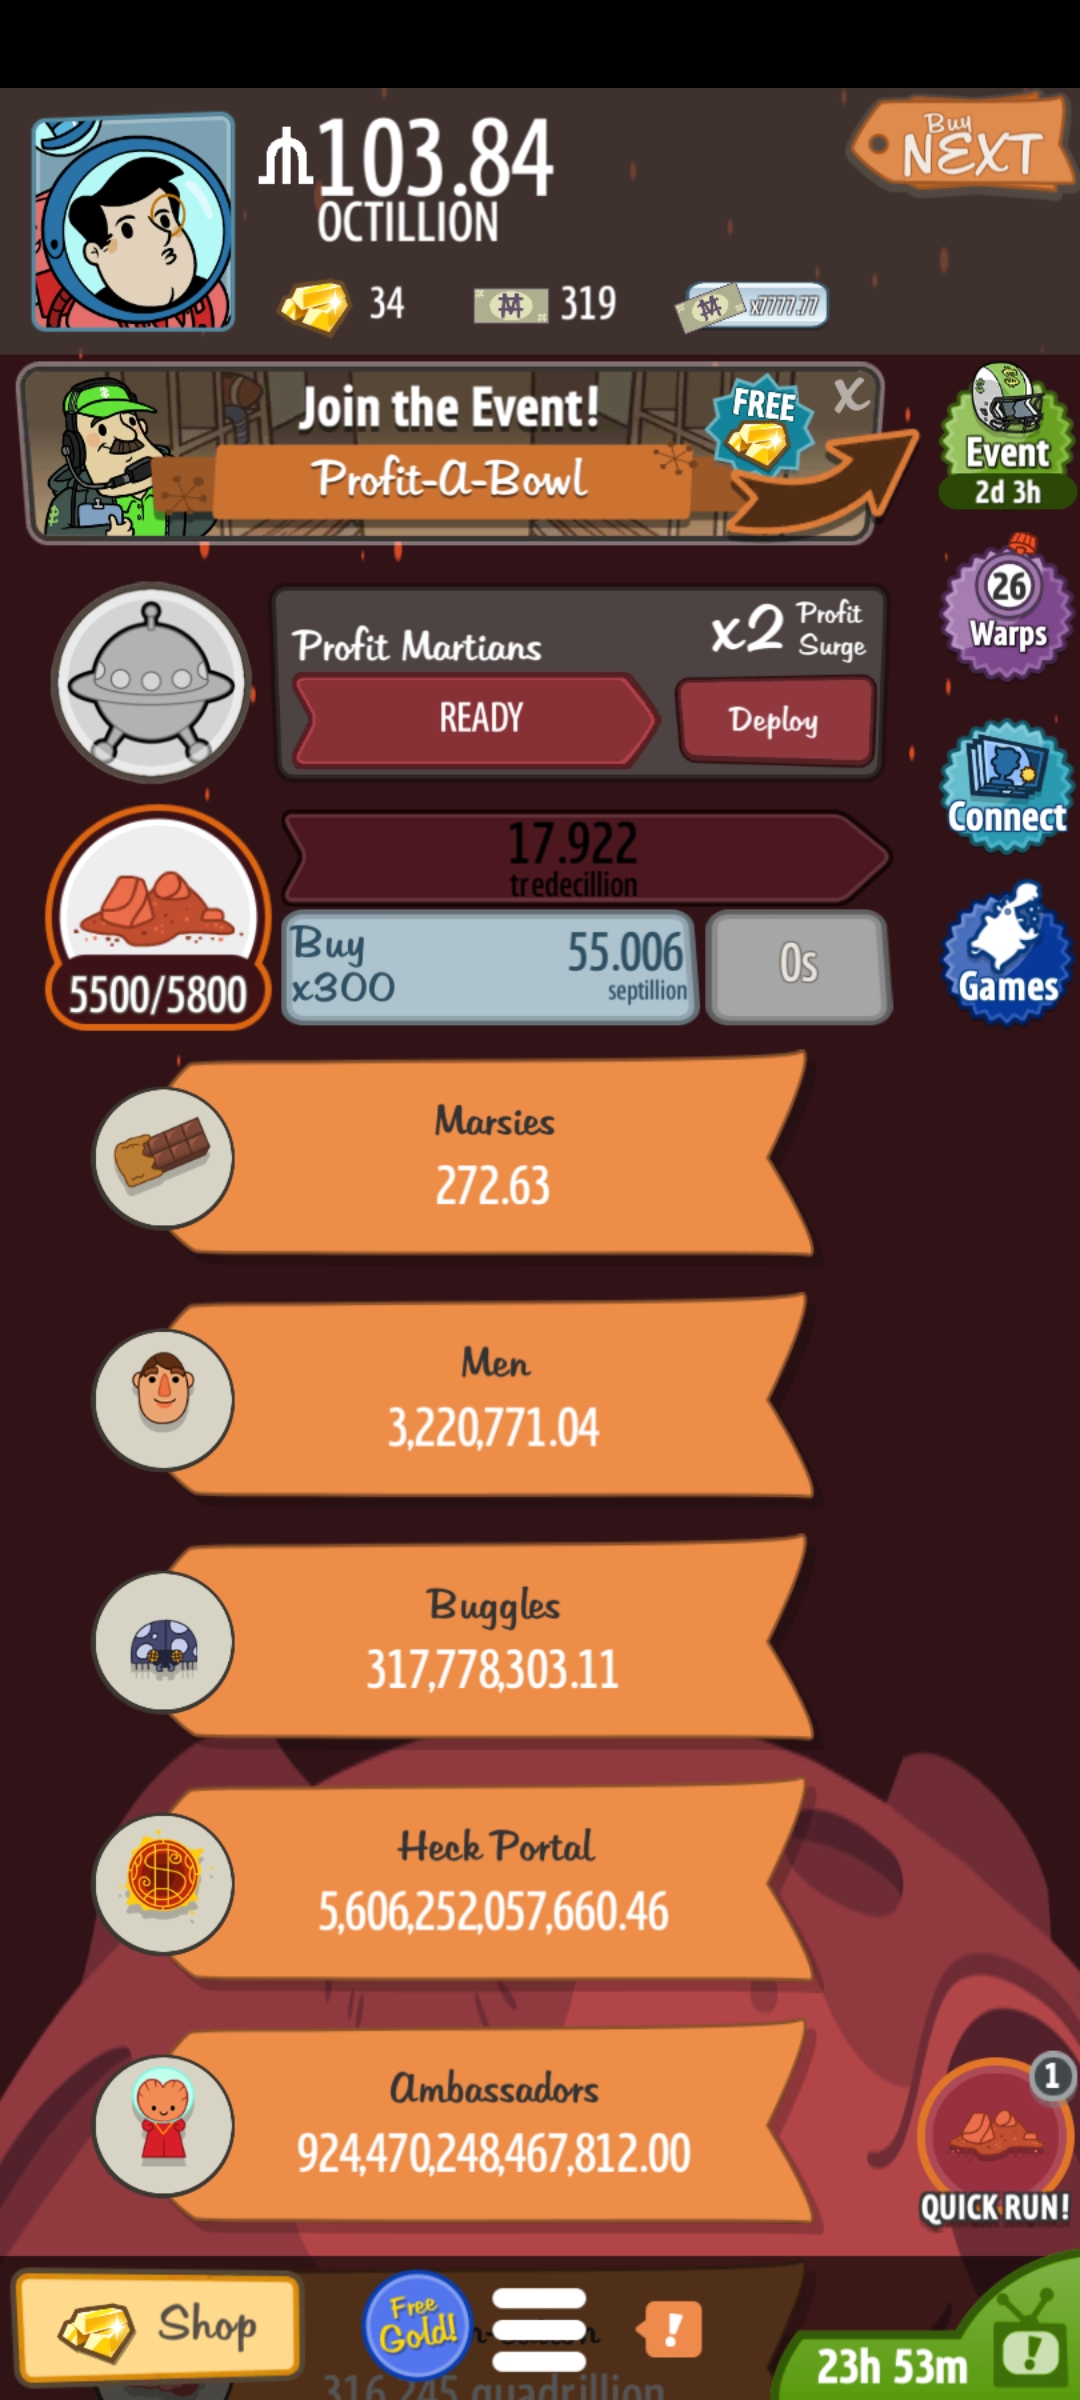 Buy
NEXT
103.84
OCTILLION
34
319
x7777.77
Join the Event!
FREE
X
Profit-A-Bowl
Event
2d 3h
26
Warps
Profit Martians
x2 Profit
Surge
READY
Deploy
Connect
17.922
tredecillion
Buy
x300
55.006
septillion
0s
5500/5800
Games
Marsies
272.63
Men
3,220,771.04
Buggles
317,778,303.11
Heck Portal
5,606,252,057,660.46
Ambassadors
924,470,248,467,812.00
1
QUICK RUN!
Shop
Free
Gold!
!
!
23h 53m
316.245 quadrillion